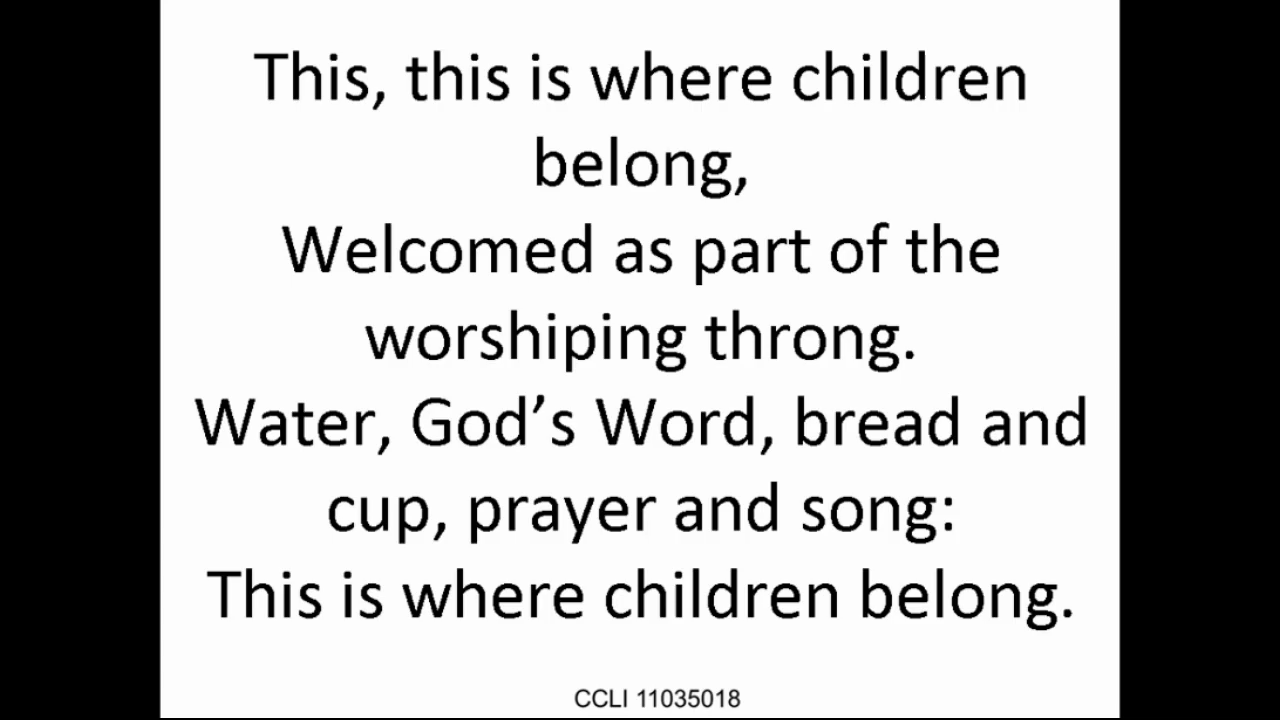 This, this is where children
belong,
Welcomed as part of the
worshiping throng.
Water, God’s Word, bread and
cup, prayer and song:
This is where children belong.
CCLI 11035018